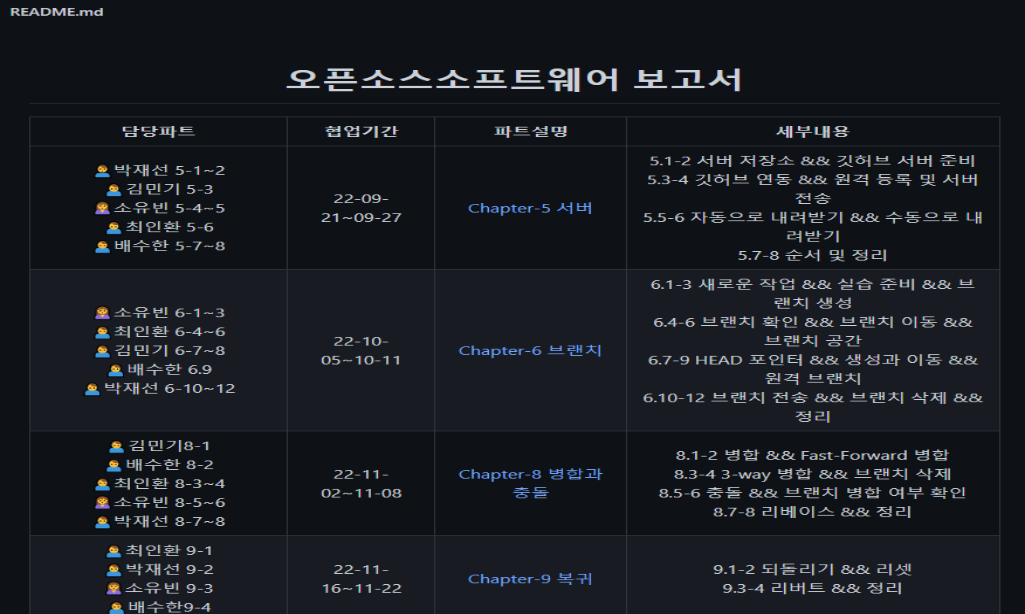 README.md
오픈소스소프트웨어 보고서
담당파트 협업기간 파트설명 세부내용
박재선 5-1~2
김민기 5-3
소유빈 5-4~5
최인환 5-6
배수한 5-7~8
22-09-
21~09-27
Chapter-5 서버
5.1-2 서버 저장소 && 깃허브 서버 준비
5.3-4 깃허브 연동 && 원격 등록 및 서버
전송
5.5-6 자동으로 내려받기 && 수동으로 내
려받기
5.7-8 순서 및 정리
소유빈 6-1~3
최인환 6-4~6
김민기 6-7~8
배수한 6.9
박재선 6-10~12
22-10-
05~10-11
Chapter-6 브랜치
6.1-3 새로운 작업 && 실습 준비 && 브
랜치 생성
6.4-6 브랜치 확인 && 브랜치 이동 &&
브랜치 공간
6.7-9 HEAD 포인터 && 생성과 이동 &&
원격 브랜치
6.10-12 브랜치 전송 && 브랜치 삭제 &&
정리
김민기8-1
배수한 8-2
최인환 8-3~4
소유빈 8-5~6
박재선 8-7~8
22-11-
02~11-08
Chapter-8 병합과
충돌
8.1-2 병합 && Fast-Forward 병합
8.3-4 3-way 병합 && 브랜치 삭제
8.5-6 충돌 && 브랜치 병합 여부 확인
8.7-8 리베이스 && 정리
최인환 9-1
박재선 9-2
소유빈 9-3
배수한9-4
22-11-
16~11-22
Chapter-9 복귀
9.1-2 되돌리기 && 리셋
9.3-4 리버트 && 정리